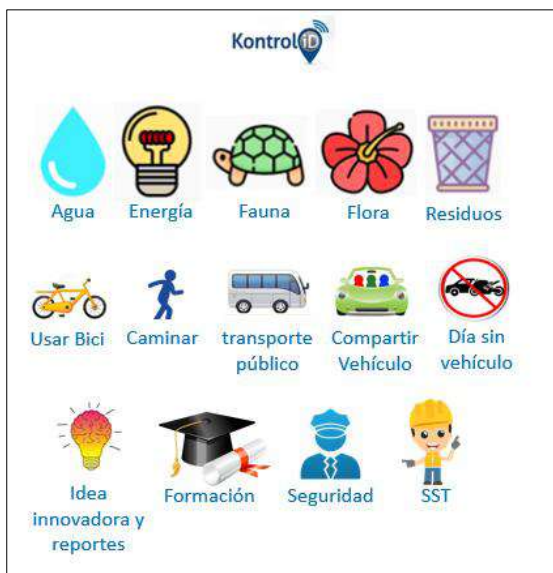 Kontrol iD
Agua Energía Fauna Flora Residuos
Usar Bici Caminar transporte público Compartir Vehículo Día sin vehículo
Idea innovadora y reportes Formación Seguridad SST